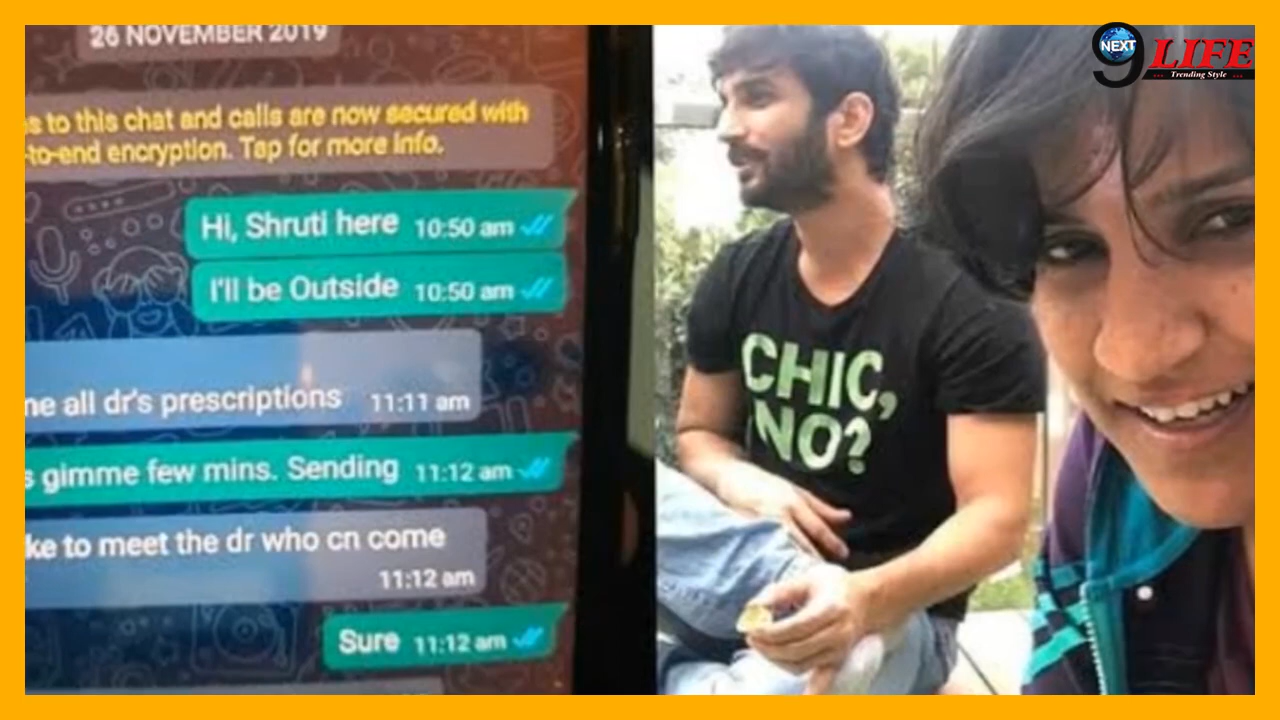 26 NOVEMBER 2019
s to this chat and calls are now secured with
-to-end encryption. Tap for more info.
Hi, Shruti here 10:50 am
I'll be Outside 10:50 am
ne all dr's prescriptions 11:11 am
s gimme few mins. Sending 11:12 am
ke to meet the dr who cn come
11:12 am
Sure 11:12 am
CHIC,
NO?
9 NEXT LIFE
... Trending Style ...